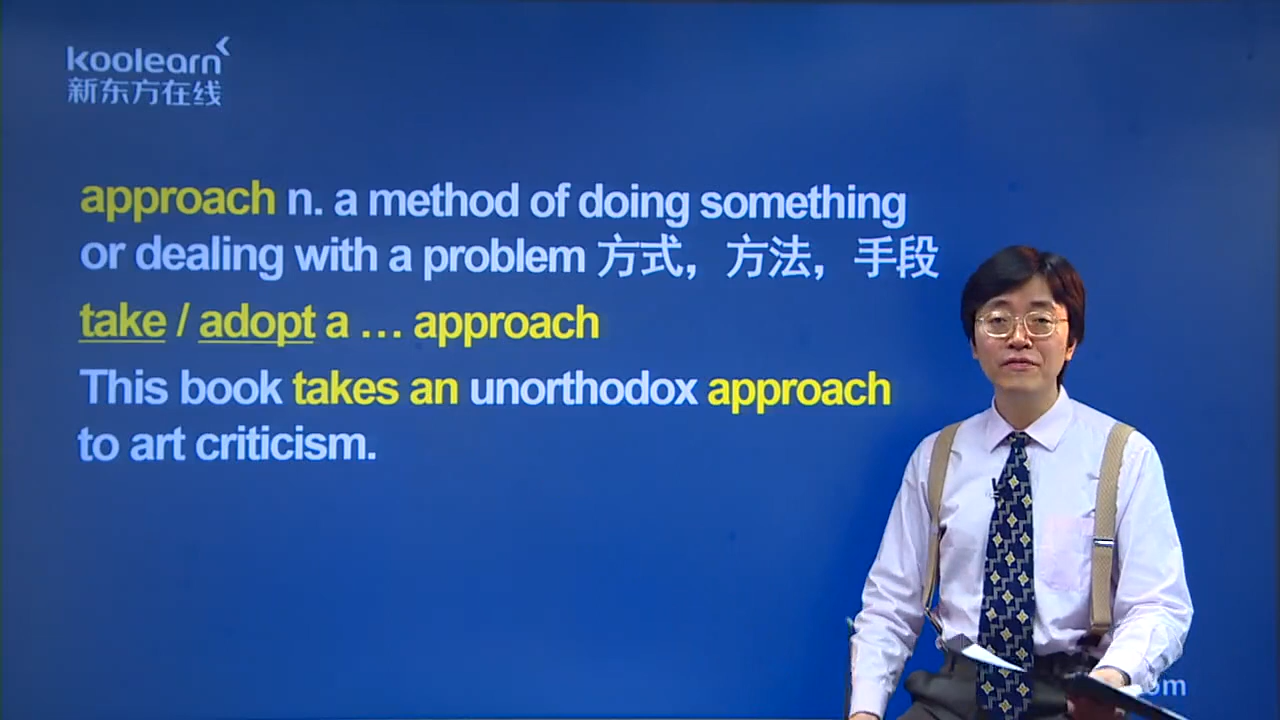 koolearn
新东方在线
approach n. a method of doing something
or dealing with a problem 方式，方法，手段
take / adopt a … approach
This book takes an unorthodox approach
to art criticism.